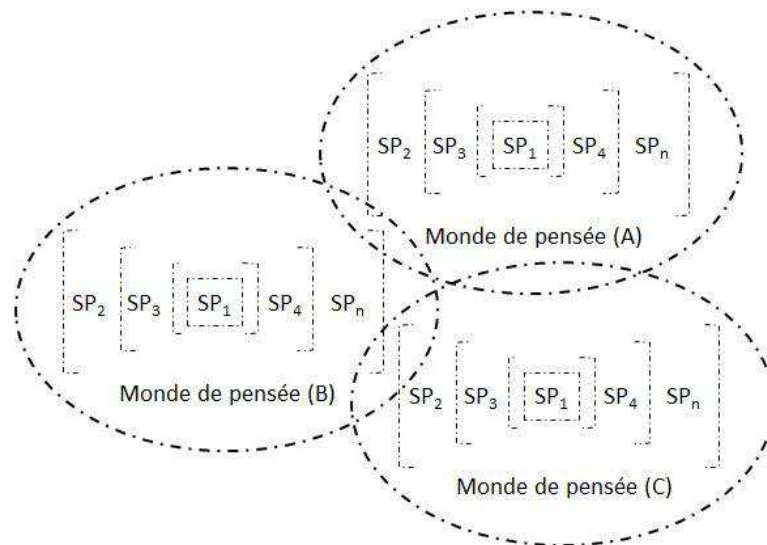 SP₂ SP₃ SP₁ SP₄ SPₙ
Monde de pensée (A)
SP₂ SP₃ SP₁ SP₄ SPₙ
Monde de pensée (B)
SP₂ SP₃ SP₁ SP₄ SPₙ
Monde de pensée (C)